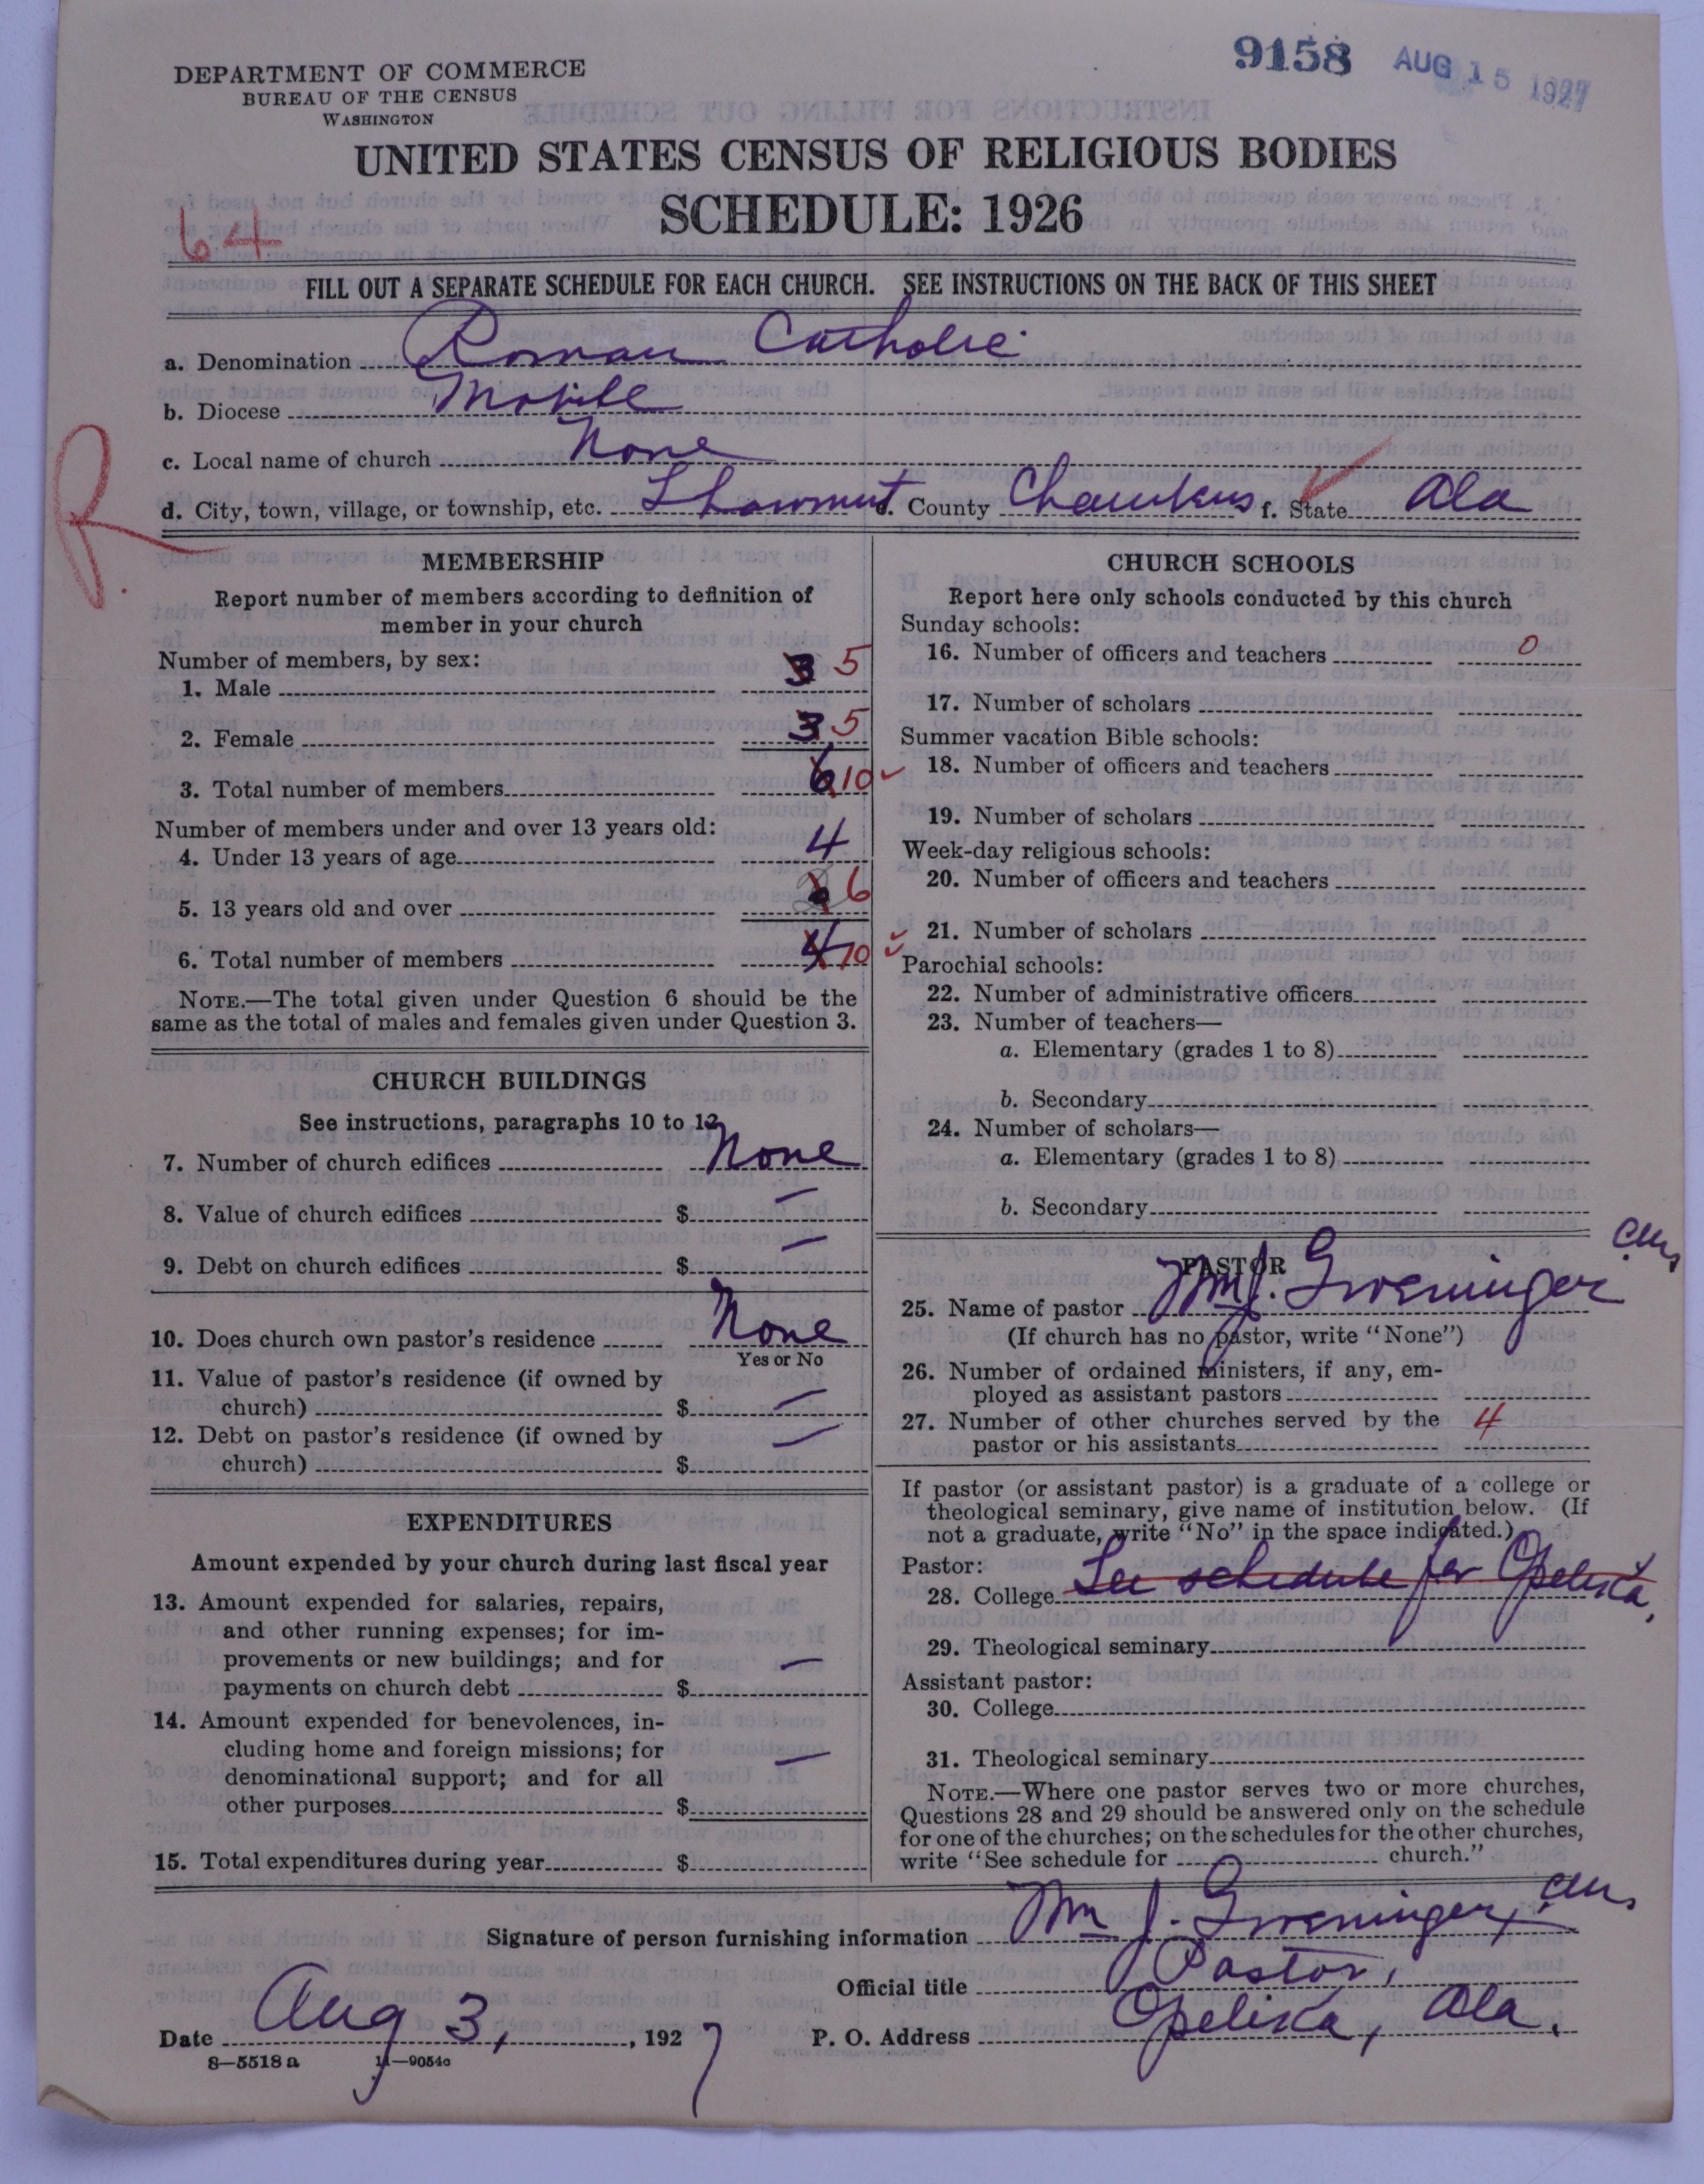 9158 AUG 15 1927
DEPARTMENT OF COMMERCE
BUREAU OF THE CENSUS
WASHINGTON
UNITED STATES CENSUS OF RELIGIOUS BODIES
SCHEDULE: 1926
64
FILL OUT A SEPARATE SCHEDULE FOR EACH CHURCH. SEE INSTRUCTIONS ON THE BACK OF THIS SHEET
a. Denomination Roman Catholic
b. Diocese Mobile
c. Local name of church None
R.
d. City, town, village, or township, etc. Shawmut e. County Chambers f. State Ala
MEMBERSHIP
Report number of members according to definition of
member in your church
Number of members, by sex:
1. Male 3 5
2. Female 3 5
3. Total number of members 6 10
Number of members under and over 13 years old:
4. Under 13 years of age 4
5. 13 years old and over 6
6. Total number of members 4 10
NOTE.—The total given under Question 6 should be the
same as the total of males and females given under Question 3.
CHURCH BUILDINGS
See instructions, paragraphs 10 to 12
7. Number of church edifices None
8. Value of church edifices $ —
9. Debt on church edifices $ —
10. Does church own pastor's residence None
Yes or No
11. Value of pastor's residence (if owned by
church) $ —
12. Debt on pastor's residence (if owned by
church) $ —
EXPENDITURES
Amount expended by your church during last fiscal year
13. Amount expended for salaries, repairs,
and other running expenses; for im-
provements or new buildings; and for
payments on church debt $ —
14. Amount expended for benevolences, in-
cluding home and foreign missions; for
denominational support; and for all
other purposes $ —
15. Total expenditures during year $
CHURCH SCHOOLS
Report here only schools conducted by this church
Sunday schools:
16. Number of officers and teachers 0
17. Number of scholars
Summer vacation Bible schools:
18. Number of officers and teachers
19. Number of scholars
Week-day religious schools:
20. Number of officers and teachers
21. Number of scholars
Parochial schools:
22. Number of administrative officers
23. Number of teachers—
a. Elementary (grades 1 to 8)
b. Secondary
24. Number of scholars—
a. Elementary (grades 1 to 8)
b. Secondary
PASTOR
25. Name of pastor Wm J. Groeninger
(If church has no pastor, write "None")
26. Number of ordained ministers, if any, em-
ployed as assistant pastors
27. Number of other churches served by the
pastor or his assistants 4
If pastor (or assistant pastor) is a graduate of a college or
theological seminary, give name of institution below. (If
not a graduate, write "No" in the space indicated.)
Pastor:
28. College See schedule for Opelika,
29. Theological seminary
Assistant pastor:
30. College
31. Theological seminary
NOTE.—Where one pastor serves two or more churches,
Questions 28 and 29 should be answered only on the schedule
for one of the churches; on the schedules for the other churches,
write "See schedule for church."
Signature of person furnishing information Wm J. Groeninger,
Official title Pastor,
Date Aug 3, 1927 P. O. Address Opelika, Ala.
8—5518 a 11—9054c